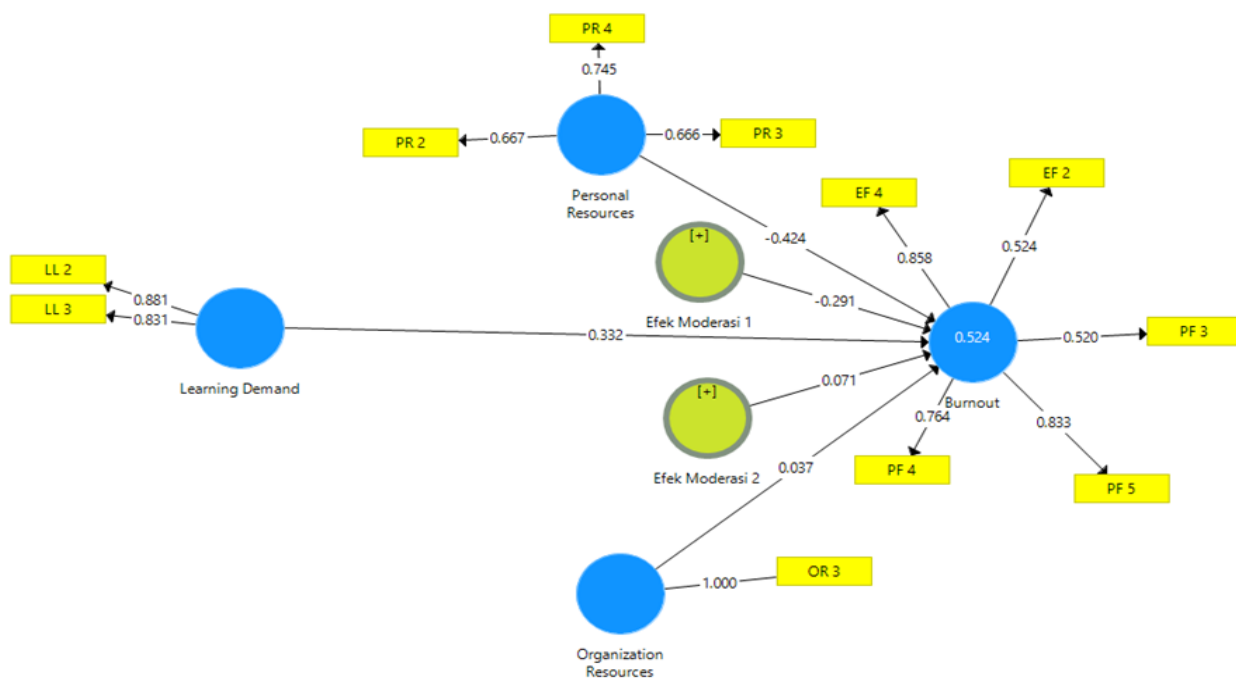 PR 4
0.745
PR 2
0.667
0.666
PR 3
Personal
Resources
EF 4
EF 2
-0.424
0.858
0.524
[+]
Efek Moderasi 1
-0.291
LL 2
0.881
LL 3
0.831
Learning Demand
0.332
0.524
Burnout
0.520
PF 3
[+]
Efek Moderasi 2
0.071
0.764
0.833
PF 4
PF 5
0.037
1.000
OR 3
Organization
Resources